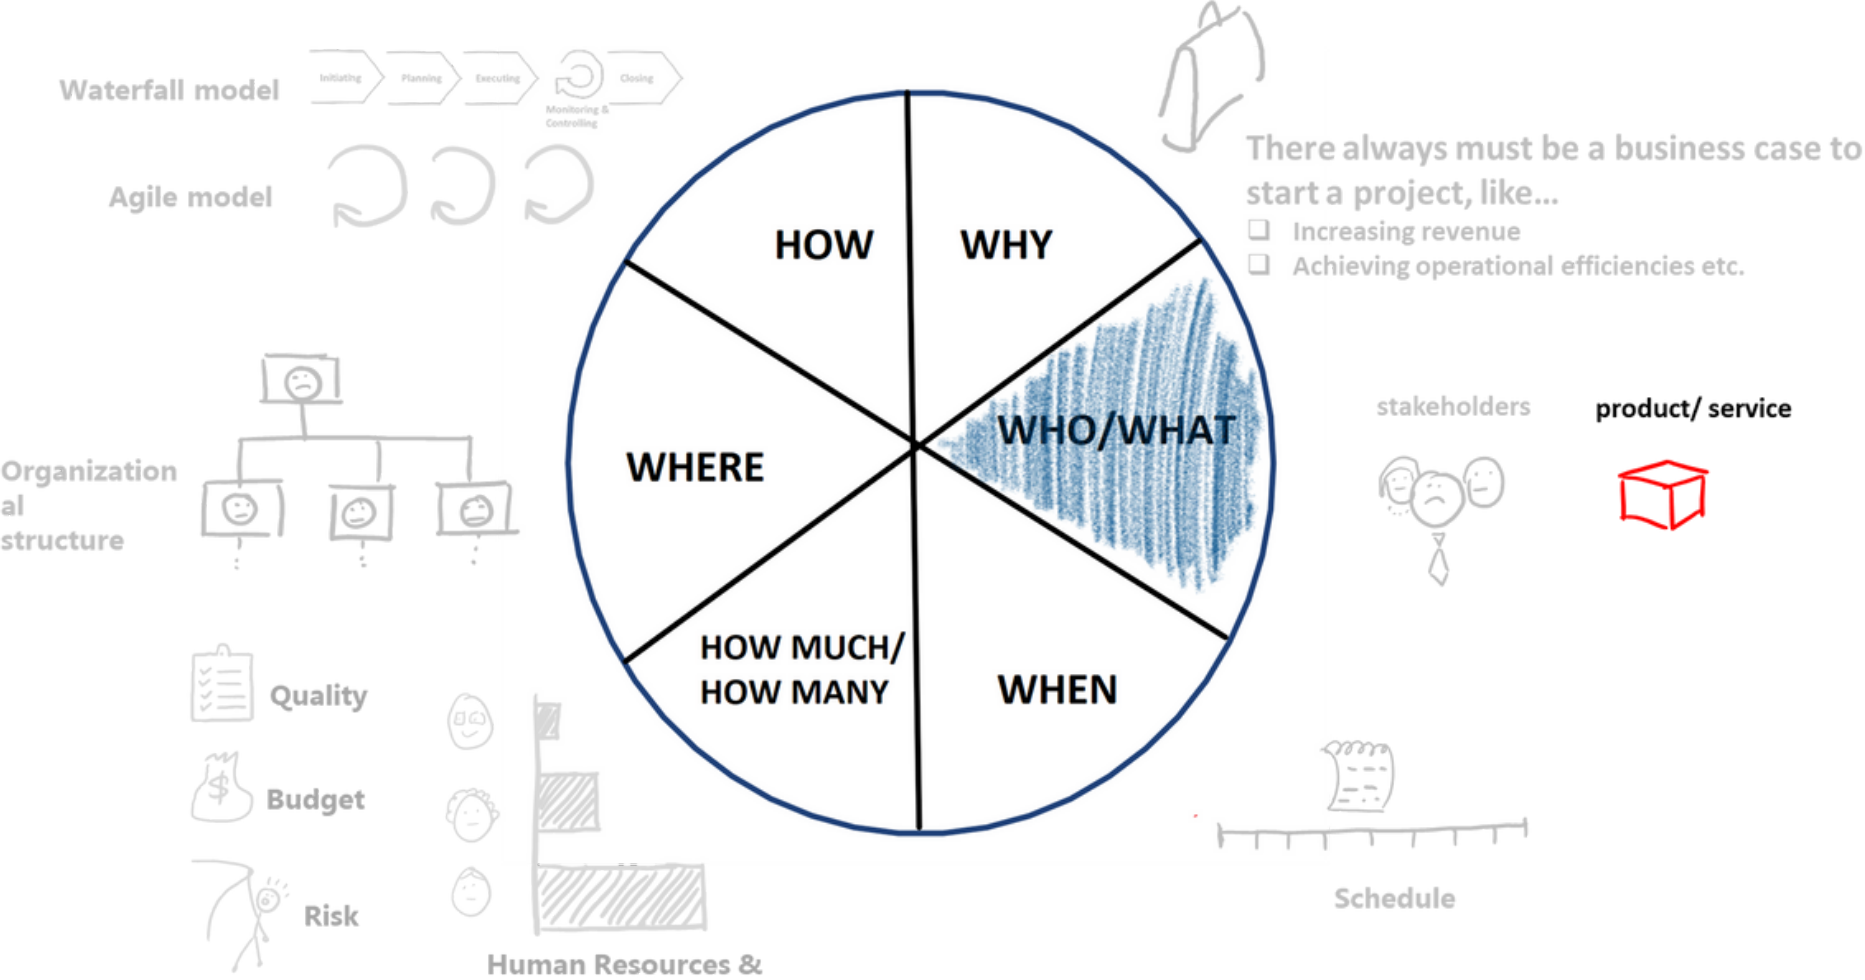 Waterfall model
Initiating
Planning
Executing
Closing
Monitoring &
Controlling
Agile model
There always must be a business case to
start a project, like...
Increasing revenue
Achieving operational efficiencies etc.
HOW
WHY
WHO/WHAT
WHERE
HOW MUCH/
HOW MANY
WHEN
stakeholders
product/ service
Organization
al
structure
Quality
Budget
$
Risk
Human Resources &
Schedule